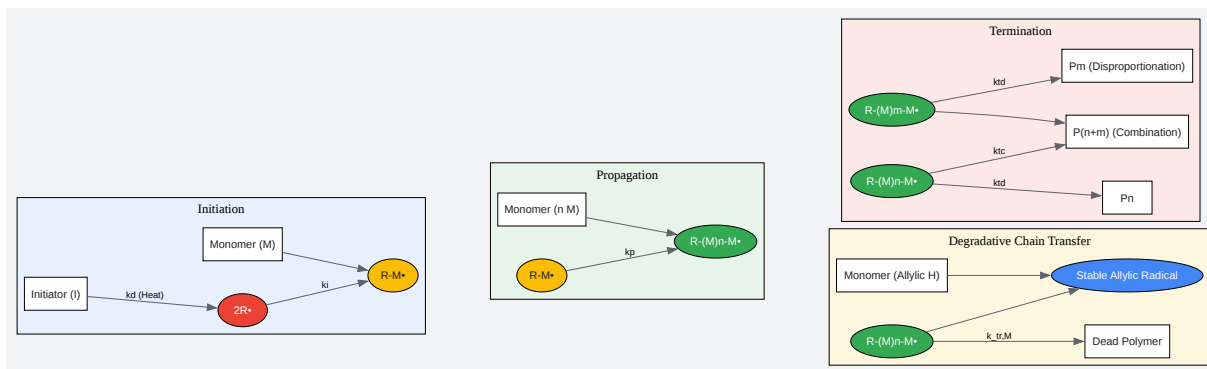 Initiation
Monomer (M)
Initiator (I)
kd (Heat)
2R•
ki
R-M•
Propagation
Monomer (n M)
R-M•
kp
R-(M)n-M•
Termination
R-(M)m-M•
ktd
Pm (Disproportionation)
P(n+m) (Combination)
ktc
R-(M)n-M•
ktd
Pn
Degradative Chain Transfer
Monomer (Allylic H)
Stable Allylic Radical
R-(M)n-M•
k_tr,M
Dead Polymer